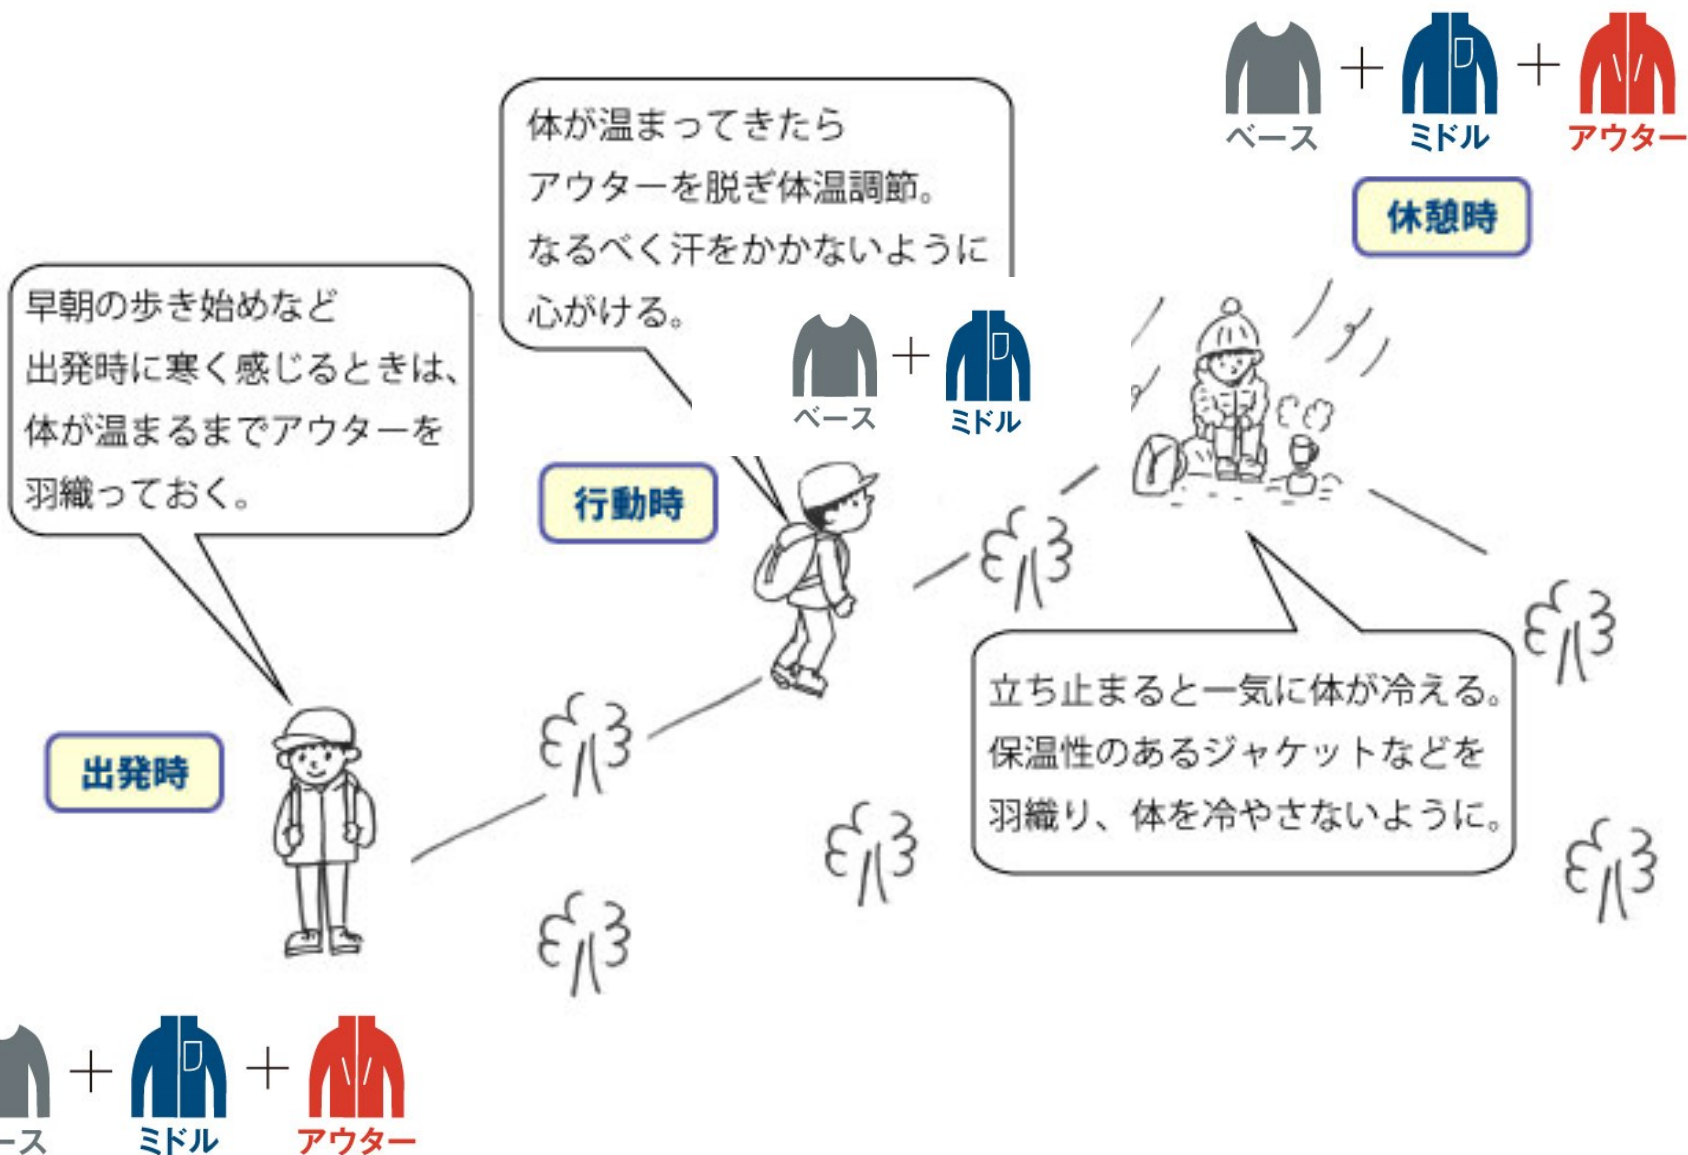 ベース + ミドル + アウター
休憩時
体が温まってきたら
アウターを脱ぎ体温調節。
なるべく汗をかかないように
心がける。
ベース + ミドル
行動時
早朝の歩き始めなど
出発時に寒く感じるときは、
体が温まるまでアウターを
羽織っておく。
出発時
立ち止まると一気に体が冷える。
保温性のあるジャケットなどを
羽織り、体を冷やさないように。
ース + ミドル + アウター